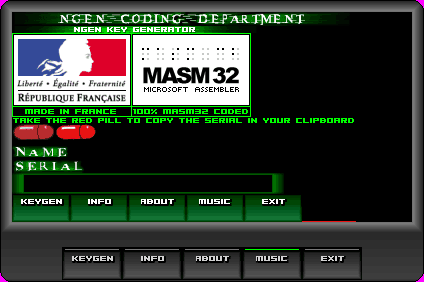 NGEN CODING DEPARTMENT
NGEN KEY GENERATOR
Liberté • Égalité • Fraternité
RÉPUBLIQUE FRANÇAISE
MASM 32
MICROSOFT ASSEMBLER
MADE IN FRANCE
100% MASM32 CODED
TAKE THE RED PILL TO COPY THE SERIAL IN YOUR CLIPBOARD
NAME
SERIAL
KEYGEN INFO ABOUT MUSIC EXIT
KEYGEN INFO ABOUT MUSIC EXIT